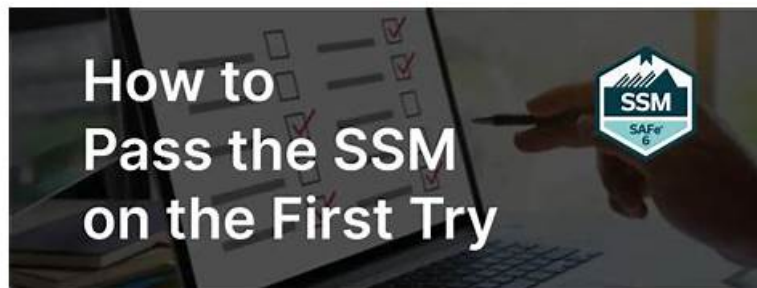 How to
Pass the SSM
on the First Try
SSM
SAFe®
6